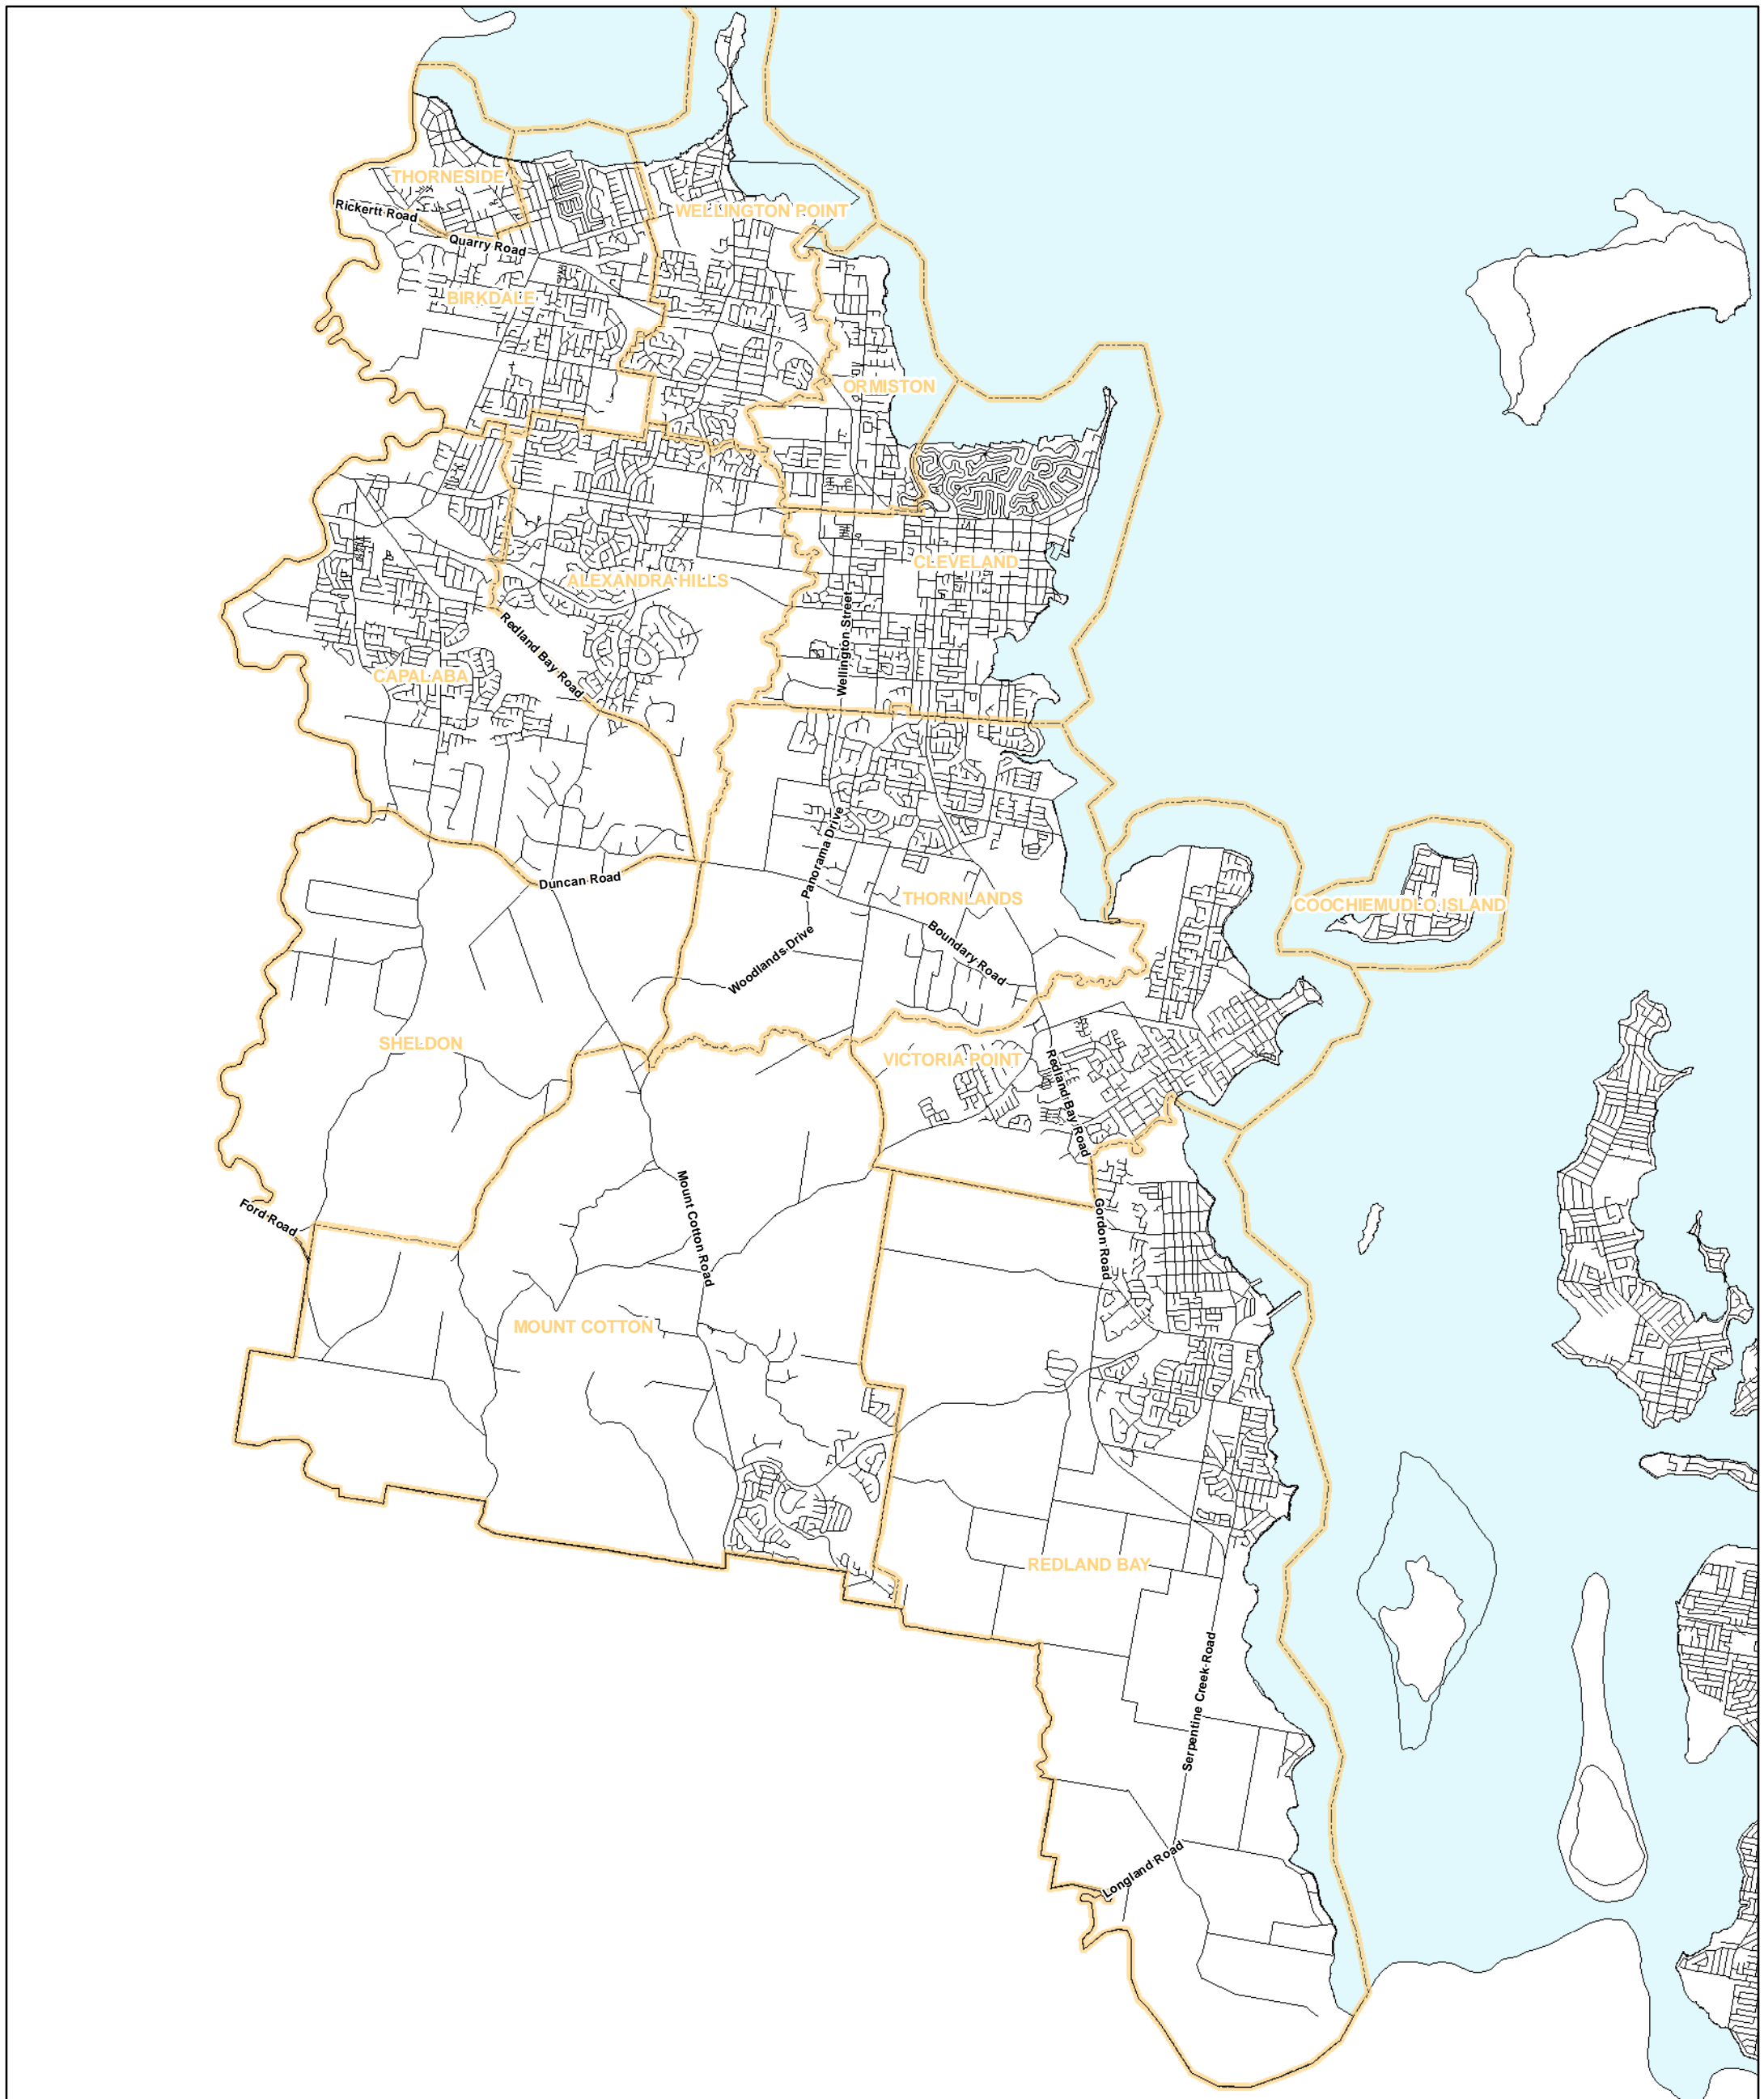 THORNESIDE
Rickertt Road
WELLINGTON POINT
Quarry Road
BIRKDALE
ORMISTON
CLEVELAND
ALEXANDRA HILLS
Wellington Street
Redland Bay Road
CAPALABA
Panorama Drive
Duncan Road
THORNLANDS
COOCHIEMUDLO ISLAND
Boundary Road
Woodlands Drive
SHELDON
VICTORIA POINT
Redland Bay Road
Ford Road
Mount Cotton Road
Gordon Road
MOUNT COTTON
REDLAND BAY
Serpentine Creek Road
Longland Road